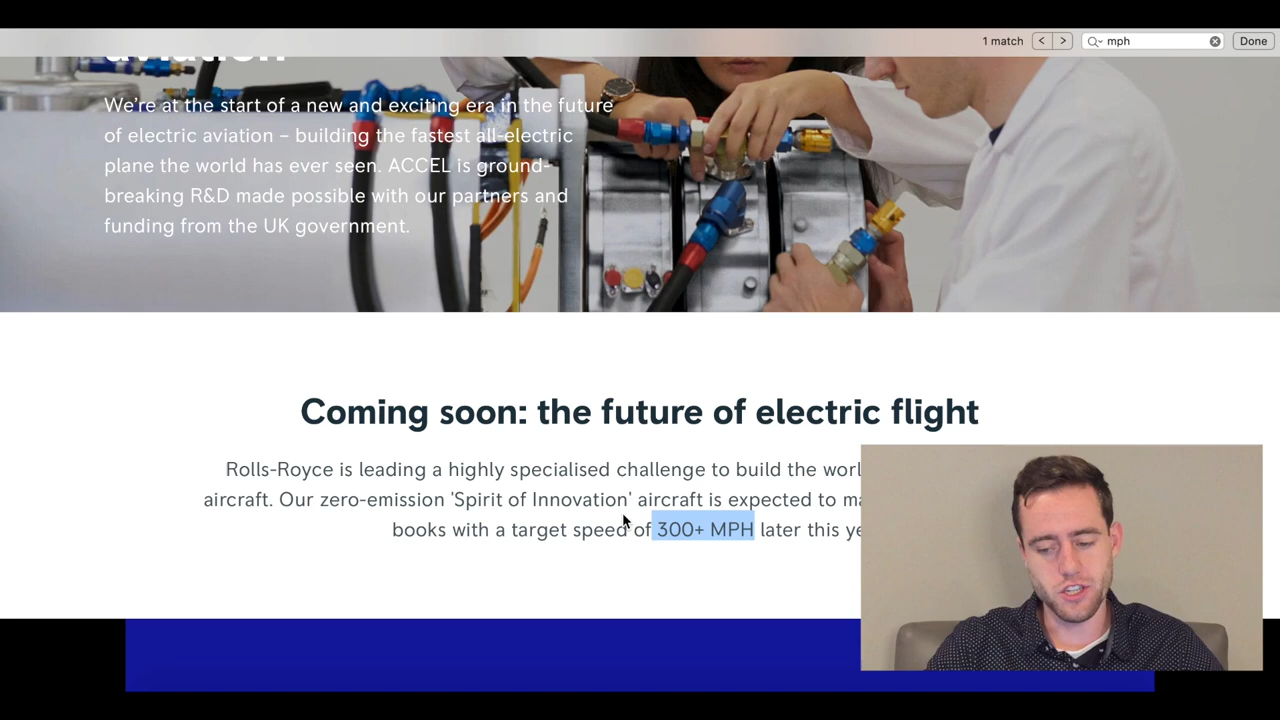 1 match
mph
Done
aviation
We're at the start of a new and exciting era in the future
of electric aviation – building the fastest all-electric
plane the world has ever seen. ACCEL is ground-
breaking R&D made possible with our partners and
funding from the UK government.
Coming soon: the future of electric flight
Rolls-Royce is leading a highly specialised challenge to build the
aircraft. Our zero-emission 'Spirit of Innovation' aircraft is expected to
books with a target speed of 300+ MPH later this